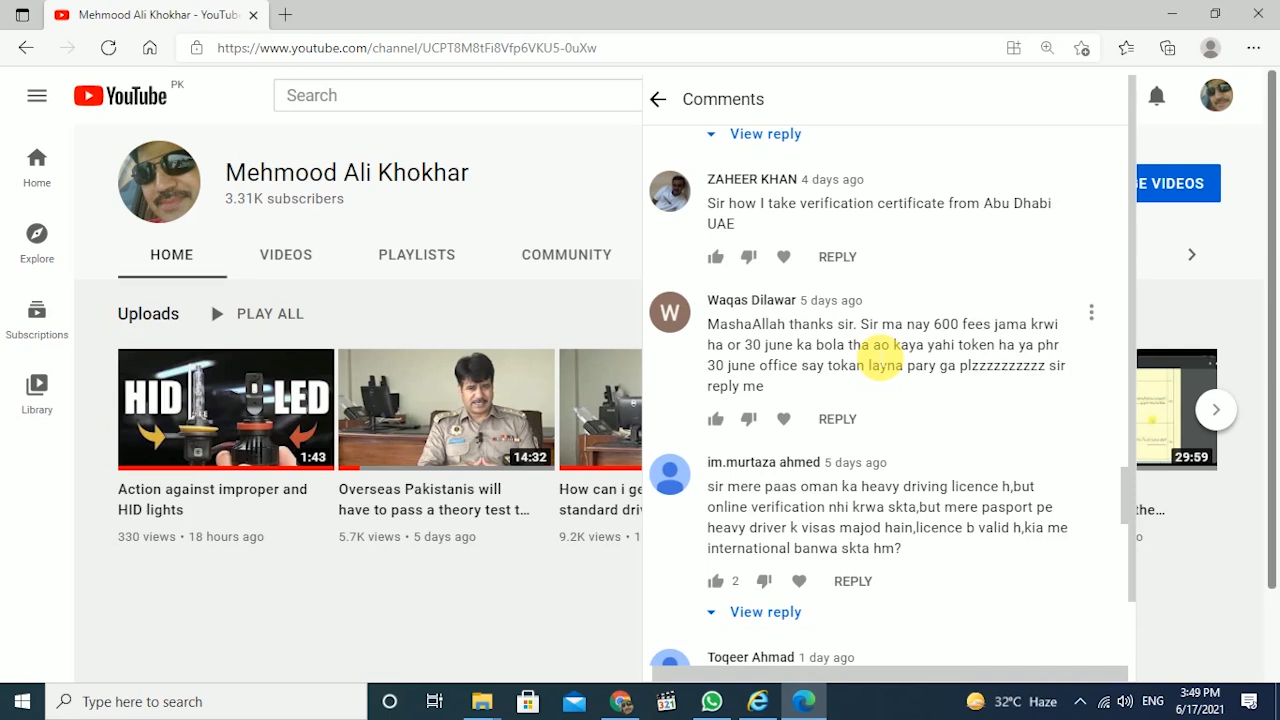 Mehmood Ali Khokhar - YouTub
https://www.youtube.com/channel/UCPT8M8tFi8Vfp6VKU5-0uXw
YouTube PK
Search
Comments
View reply
Home
Explore
Subscriptions
Library
Mehmood Ali Khokhar
3.31K subscribers
HOME VIDEOS PLAYLISTS COMMUNITY
GE VIDEOS
Uploads PLAY ALL
HID LED
1:43
14:32
29:59
Action against improper and
HID lights
330 views • 18 hours ago
Overseas Pakistanis will
have to pass a theory test t...
5.7K views • 5 days ago
How can i ge
standard dri
9.2K views • 1
the...
ZAHEER KHAN 4 days ago
Sir how I take verification certificate from Abu Dhabi
UAE
REPLY
W
Waqas Dilawar 5 days ago
MashaAllah thanks sir. Sir ma nay 600 fees jama krwi
ha or 30 june ka bola tha ao kaya yahi token ha ya phr
30 june office say tokan layna pary ga plzzzzzzzzzz sir
reply me
REPLY
im.murtaza ahmed 5 days ago
sir mere paas oman ka heavy driving licence h,but
online verification nhi krwa skta,but mere pasport pe
heavy driver k visas majod hain,licence b valid h,kia me
international banwa skta hm?
2 REPLY
View reply
Toqeer Ahmad 1 day ago
Type here to search
321
32°C Haze
ENG
3:49 PM
6/17/2021